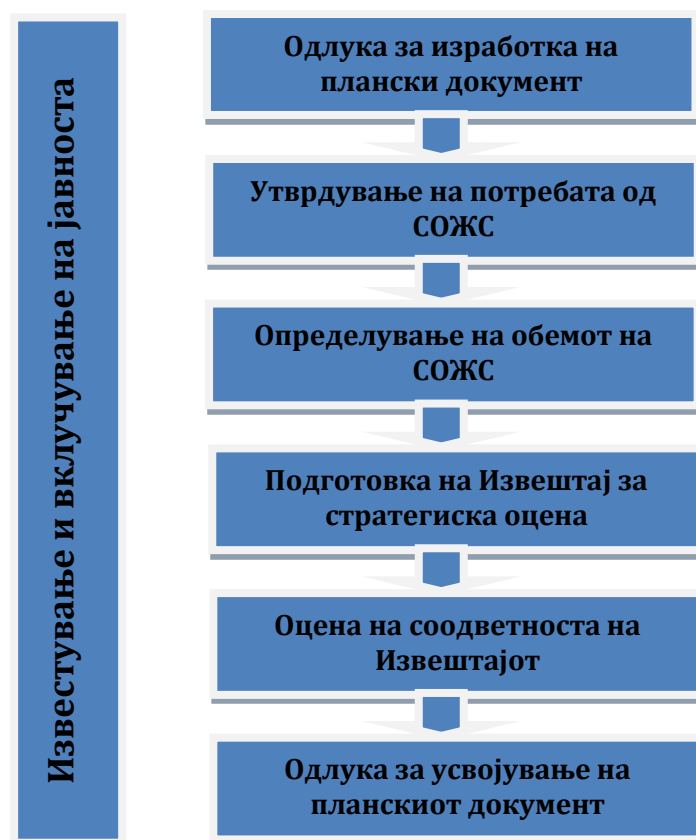 Известување и вклучување на јавноста
Одлука за изработка на
плански документ
Утврдување на потребата од
СОЖС
Определување на обемот на
СОЖС
Подготовка на Извештај за
стратегиска оцена
Оцена на соодветноста на
Извештајот
Одлука за усвојување на
планскиот документ